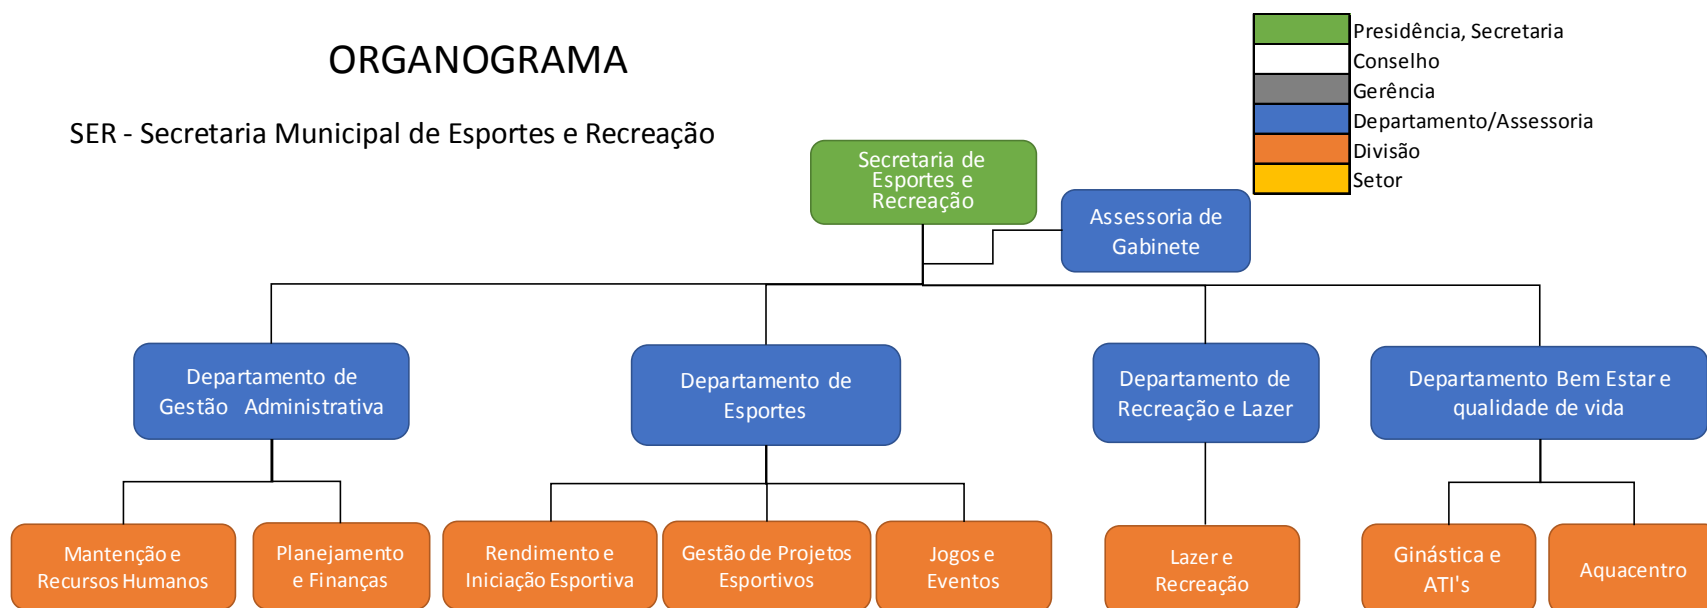 ORGANOGRAMA
SER - Secretaria Municipal de Esportes e Recreação
Presidência, Secretaria
Conselho
Gerência
Departamento/Assessoria
Divisão
Setor
Secretaria de
Esportes e
Recreação
Assessoria de
Gabinete
Departamento de
Gestão Administrativa
Departamento de
Esportes
Departamento de
Recreação e Lazer
Departamento Bem Estar e
qualidade de vida
Mantenção e
Recursos Humanos
Planejamento
e Finanças
Rendimento e
Iniciação Esportiva
Gestão de Projetos
Esportivos
Jogos e
Eventos
Lazer e
Recreação
Ginástica e
ATI's
Aquacentro